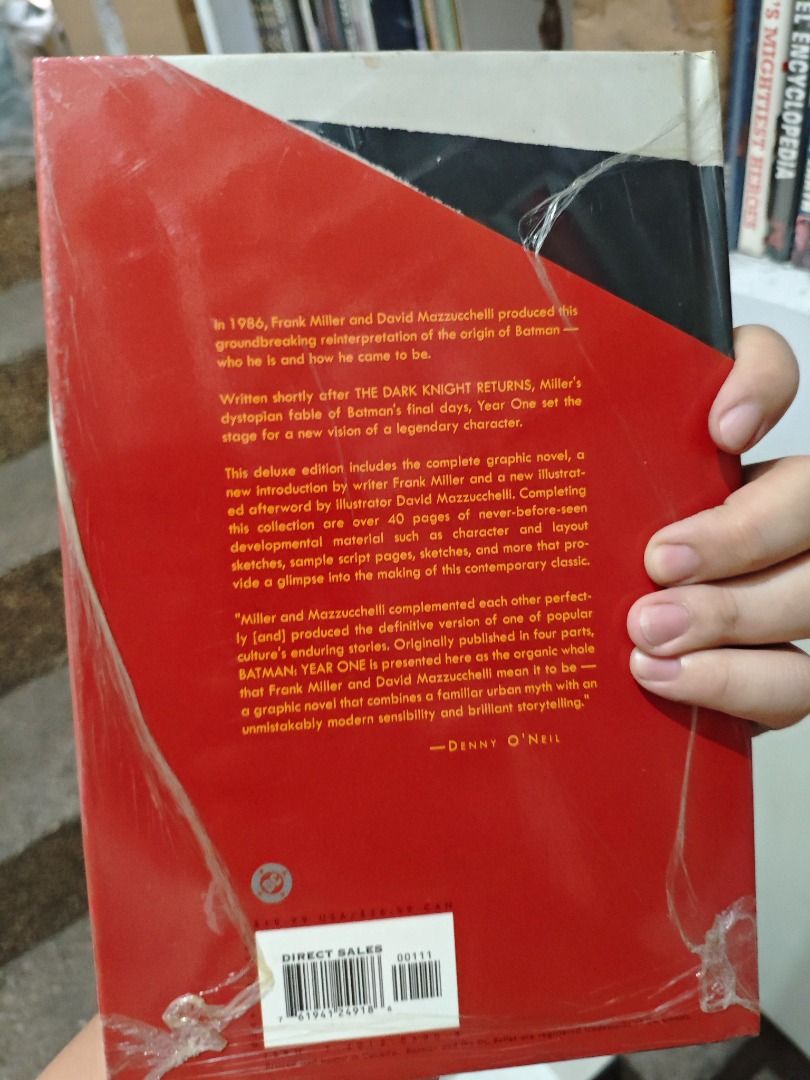 'S MIGHTIEST HEROES
EL ENCYCLOPEDIA
In 1986, Frank Miller and David Mazzucchelli produced this
groundbreaking reinterpretation of the origin of Batman —
who he is and how he came to be.
Written shortly after THE DARK KNIGHT RETURNS, Miller's
dystopian fable of Batman's final days, Year One set the
stage for a new vision of a legendary character.
This deluxe edition includes the complete graphic novel, a
new introduction by writer Frank Miller and a new illustrat-
ed afterword by illustrator David Mazzucchelli. Completing
this collection are over 40 pages of never-before-seen
developmental material such as character and layout
sketches, sample script pages, sketches, and more that pro-
vide a glimpse into the making of this contemporary classic.
"Miller and Mazzucchelli complemented each other perfect-
ly [and] produced the definitive version of one of popular
culture's enduring stories. Originally published in four parts,
BATMAN: YEAR ONE is presented here as the organic whole
that Frank Miller and David Mazzucchelli mean it to be —
a graphic novel that combines a familiar urban myth with an
unmistakably modern sensibility and brilliant storytelling."
—DENNY O'NEIL
DC
DIRECT SALES
00111
7 61941 24918 6